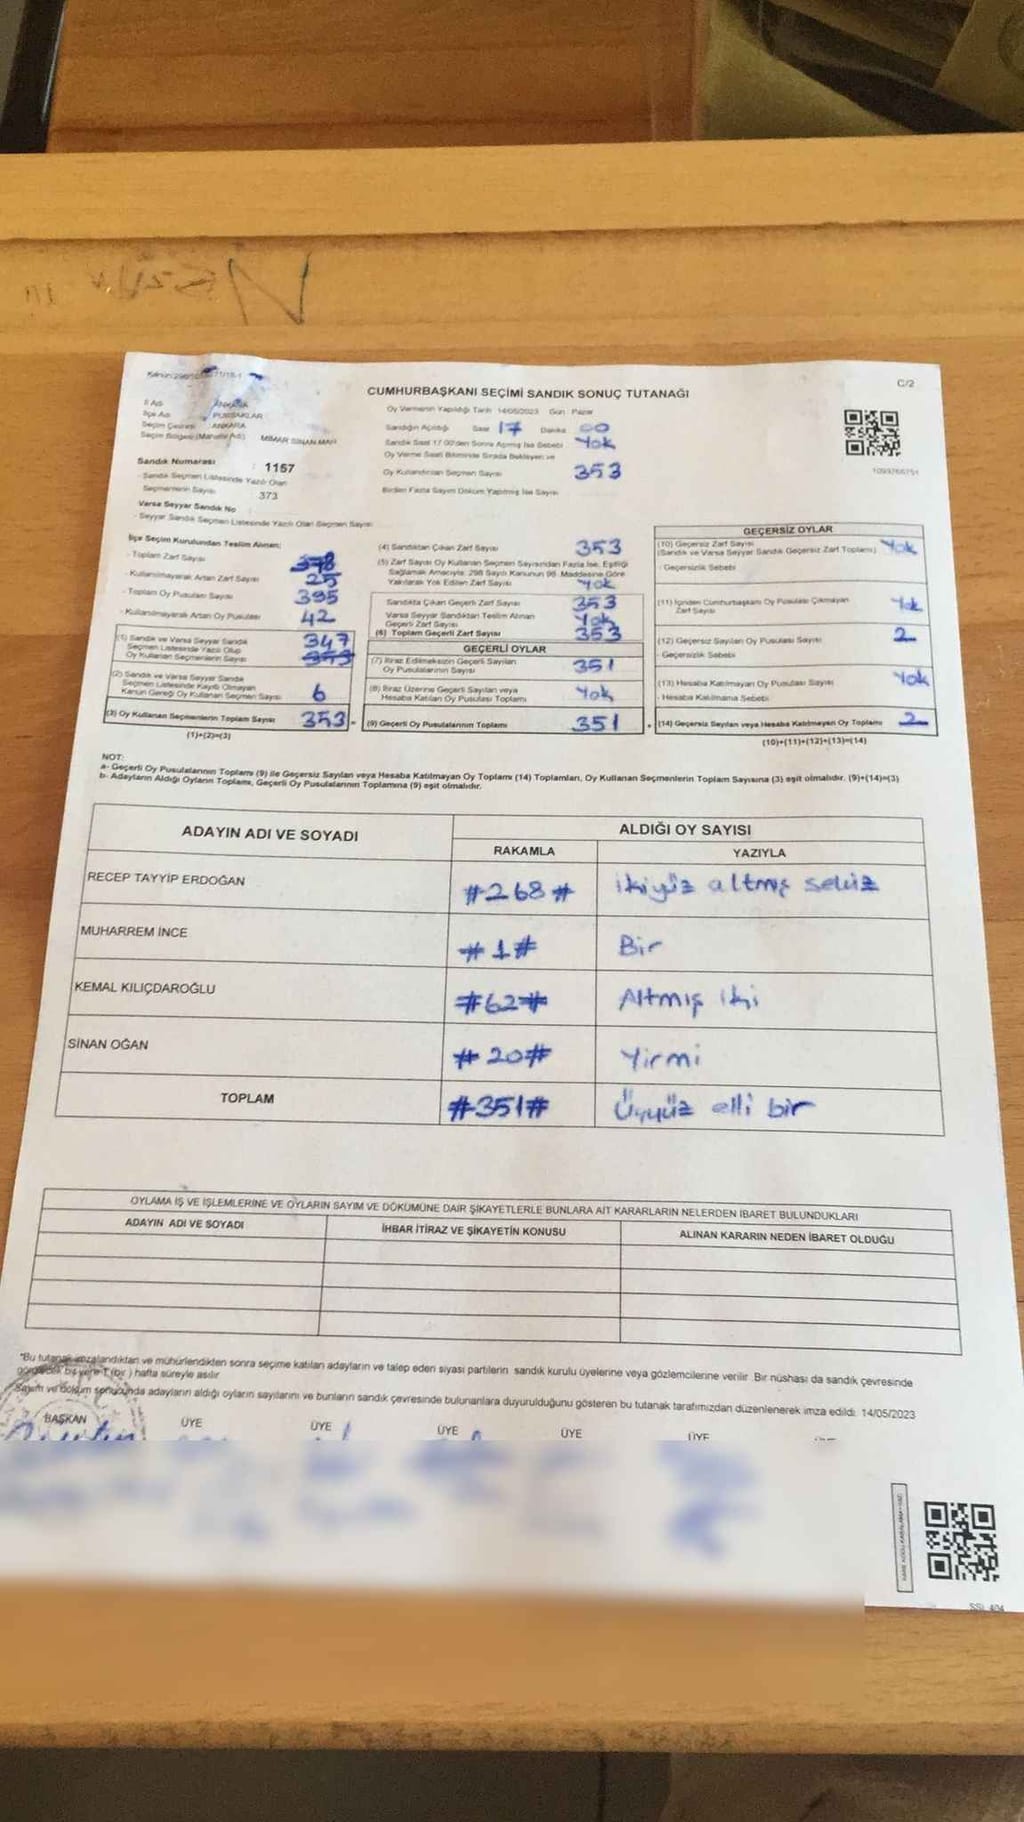 C/2
CUMHURBAŞKANI SEÇİMİ SANDIK SONUÇ TUTANAĞI
İl Adı : ANKARA
İlçe Adı : PURSAKLAR
Seçim Çevresi : ANKARA
Seçim Bölgesi (Mahalle Adı) MİMAR SİNAN MAH
Sandık Numarası : 1157
- Sandık Seçmen Listesinde Yazılı Olan
Seçmenlerin Sayısı 373
Varsa Seyyar Sandık No
- Seyyar Sandık Seçmen Listesinde Yazılı Olan Seçmen Sayısı
Oy Vermenin Yapıldığı Tarih 14/05/2023 Gün : Pazar
Sandığın Açıldığı Saat 17 Dakika 00
Sandık Saat 17.00'den Sonra Açılmış İse Sebebi Yok
Oy Verme Saati Bitiminde Sırada Bekleyen ve
Oy Kullandırılan Seçmen Sayısı 353
Birden Fazla Sayım Döküm Yapılmış İse Sayısı
1093766751
İlçe Seçim Kurulundan Teslim Alınan;
- Toplam Zarf Sayısı
- Kullanılmayarak Artan Zarf Sayısı 25
- Toplam Oy Pusulası Sayısı 395
- Kullanılmayarak Artan Oy Pusulası 42
(1) Sandık ve Varsa Seyyar Sandık
Seçmen Listesinde Yazılı Olup
Oy Kullanan Seçmenlerin Sayısı 347
(2) Sandık ve Varsa Seyyar Sandık
Seçmen Listesinde Kayıtlı Olmayan
Kanun Gereği Oy Kullanan Seçmen Sayısı 6
(3) Oy Kullanan Seçmenlerin Toplam Sayısı 353
(1)+(2)=(3)
(4) Sandıktan Çıkan Zarf Sayısı 353
(5) Zarf Sayısı Oy Kullanan Seçmen Sayısından Fazla İse, Eşitliği
Sağlamak Amacıyla; 298 Sayılı Kanunun 98. Maddesine Göre
Yakılarak Yok Edilen Zarf Sayısı Yok
Sandıkta Çıkan Geçerli Zarf Sayısı 353
Varsa Seyyar Sandıktan Teslim Alınan
Geçerli Zarf Sayısı Yok
(6) Toplam Geçerli Zarf Sayısı 353
GEÇERLİ OYLAR
(7) İtiraz Edilmeksizin Geçerli Sayılan
Oy Pusulalarının Sayısı 351
(8) İtiraz Üzerine Geçerli Sayılan veya
Hesaba Katılan Oy Pusulası Toplamı Yok
(9) Geçerli Oy Pusulalarının Toplamı 351
GEÇERSİZ OYLAR
(10) Geçersiz Zarf Sayısı
(Sandık ve Varsa Seyyar Sandık Geçersiz Zarf Toplamı) Yok
- Geçersizlik Sebebi
(11) İçinden Cumhurbaşkanı Oy Pusulası Çıkmayan
Zarf Sayısı Yok
(12) Geçersiz Sayılan Oy Pusulası Sayısı 2
- Geçersizlik Sebebi
(13) Hesaba Katılmayan Oy Pusulası Sayısı Yok
- Hesaba Katılmama Sebebi
(14) Geçersiz Sayılan veya Hesaba Katılmayan Oy Toplamı 2
(10)+(11)+(12)+(13)=(14)
NOT:
a- Geçerli Oy Pusulalarının Toplamı (9) ile Geçersiz Sayılan veya Hesaba Katılmayan Oy Toplamı (14) Toplamları, Oy Kullanan Seçmenlerin Toplam Sayısına (3) eşit olmalıdır. (9)+(14)=(3)
b- Adayların Aldığı Oyların Toplamı, Geçerli Oy Pusulalarının Toplamına (9) eşit olmalıdır.
ADAYIN ADI VE SOYADI ALDIĞI OY SAYISI
RAKAMLA YAZIYLA
RECEP TAYYİP ERDOĞAN #268# ikiyüz altmış sekiz
MUHARREM İNCE #1# Bir
KEMAL KILIÇDAROĞLU #62# Altmış iki
SİNAN OĞAN #20# Yirmi
TOPLAM #351# Üçyüz elli bir
OYLAMA İŞ VE İŞLEMLERİNE VE OYLARIN SAYIM VE DÖKÜMÜNE DAİR ŞİKAYETLERLE BUNLARA AİT KARARLARIN NELERDEN İBARET BULUNDUKLARI
ADAYIN ADI VE SOYADI İHBAR İTİRAZ VE ŞİKAYETİN KONUSU ALINAN KARARIN NEDEN İBARET OLDUĞU
*Bu tutanak imzalandıktan ve mühürlendikten sonra seçime katılan adayların ve talep eden siyasi partilerin sandık kurulu üyelerine veya gözlemcilerine verilir. Bir nüshası da sandık çevresinde
görülecek bir yere 1 (bir) hafta süreyle asılır
Sayım ve döküm sonucunda adayların aldığı oyların sayılarını ve bunların sandık çevresinde bulunanlara duyurulduğunu gösteren bu tutanak tarafımızdan düzenlenerek imza edildi. 14/05/2023
BAŞKAN ÜYE ÜYE ÜYE ÜYE ÜYE